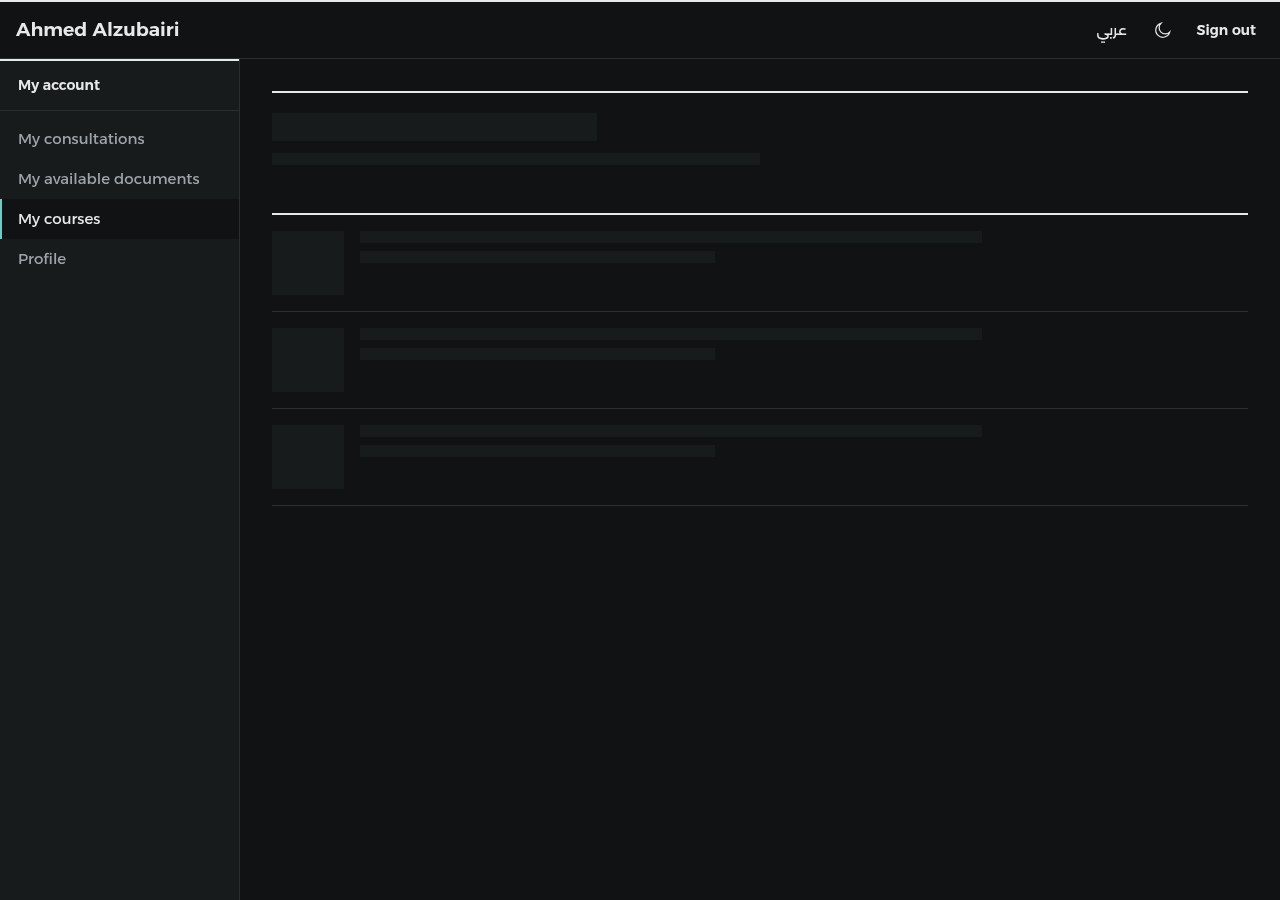 Ahmed Alzubairi
عربي
Sign out
My account
My consultations
My available documents
My courses
Profile